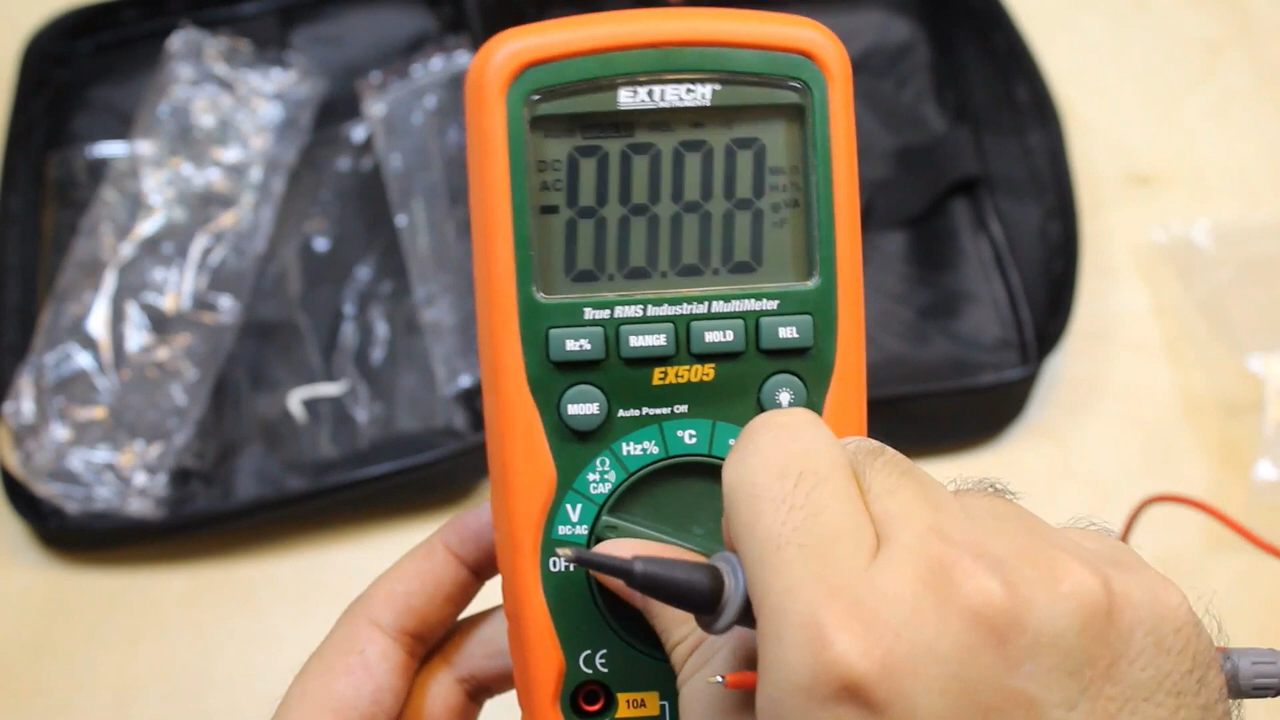 EXTECH
INSTRUMENTS
DC
AC
8.8.8.8
True RMS Industrial MultiMeter
Hz%
RANGE
HOLD
REL
EX505
MODE
Auto Power Off
Hz%
°C
Ω
CAP
V
DC-AC
OFF
CE
10A